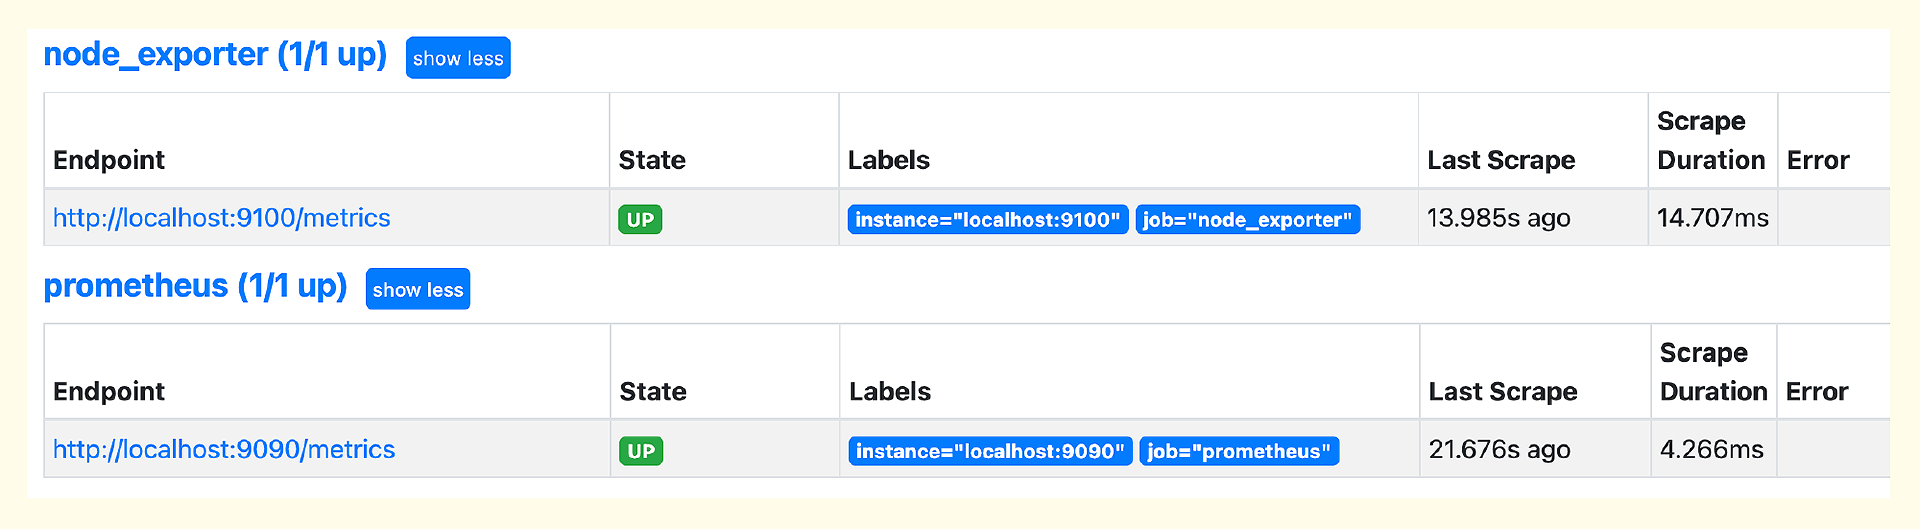 node_exporter (1/1 up) show less
Endpoint State Labels Last Scrape Scrape Duration Error
http://localhost:9100/metrics UP instance="localhost:9100" job="node_exporter" 13.985s ago 14.707ms
prometheus (1/1 up) show less
Endpoint State Labels Last Scrape Scrape Duration Error
http://localhost:9090/metrics UP instance="localhost:9090" job="prometheus" 21.676s ago 4.266ms